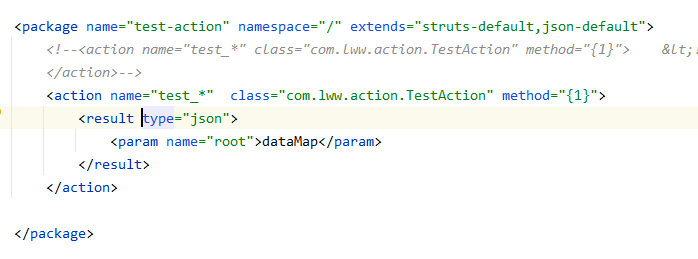 <package name="test-action" namespace="/" extends="struts-default,json-default">
<!--<action name="test_*" class="com.lww.action.TestAction" method="{1}">    &lt;!
</action>-->
<action name="test_*"  class="com.lww.action.TestAction" method="{1}">
<result type="json">
<param name="root">dataMap</param>
</result>
</action>
</package>